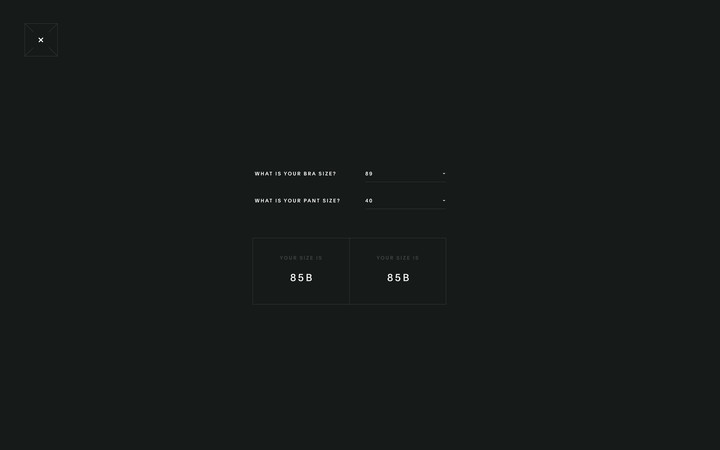 WHAT IS YOUR BRA SIZE? 89
WHAT IS YOUR PANT SIZE? 40
YOUR SIZE IS YOUR SIZE IS
85B 85B